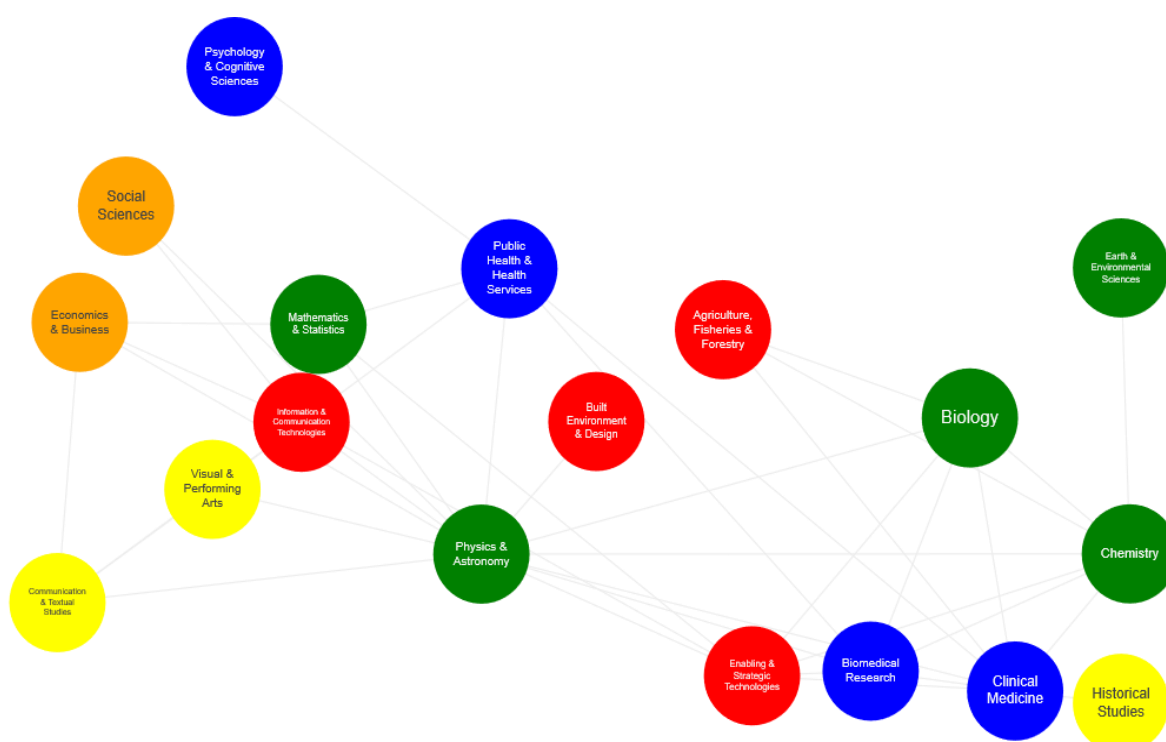 Psychology
& Cognitive
Sciences
Social
Sciences
Public
Health &
Health
Services
Earth &
Environmental
Sciences
Economics
& Business
Mathematics
& Statistics
Agriculture,
Fisheries &
Forestry
Information &
Communication
Technologies
Built
Environment
& Design
Biology
Visual &
Performing
Arts
Physics &
Astronomy
Chemistry
Communication
& Textual
Studies
Enabling &
Strategic
Technologies
Biomedical
Research
Clinical
Medicine
Historical
Studies